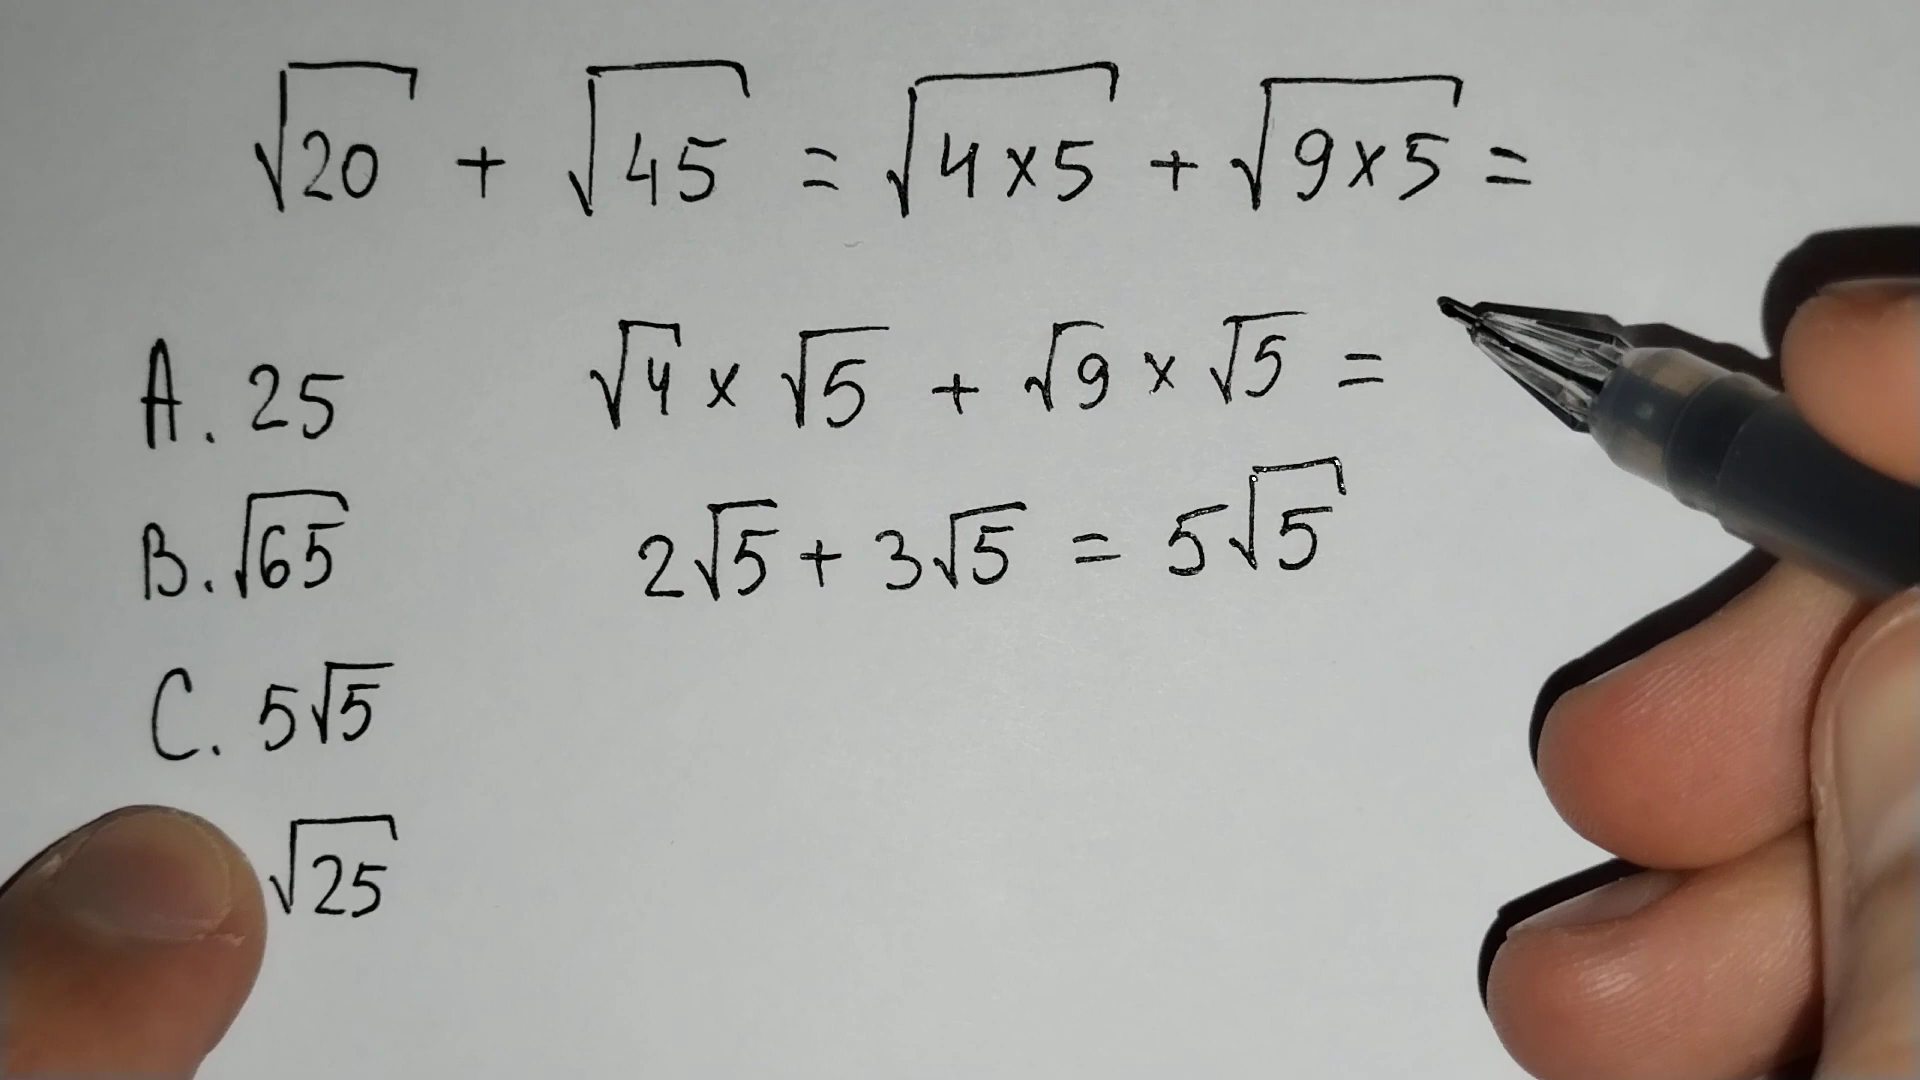 √20 + √45 = √4×5 + √9×5 =
√4 × √5 + √9 × √5 =
2√5 + 3√5 = 5√5
A. 25
B. √65
C. 5√5
√25